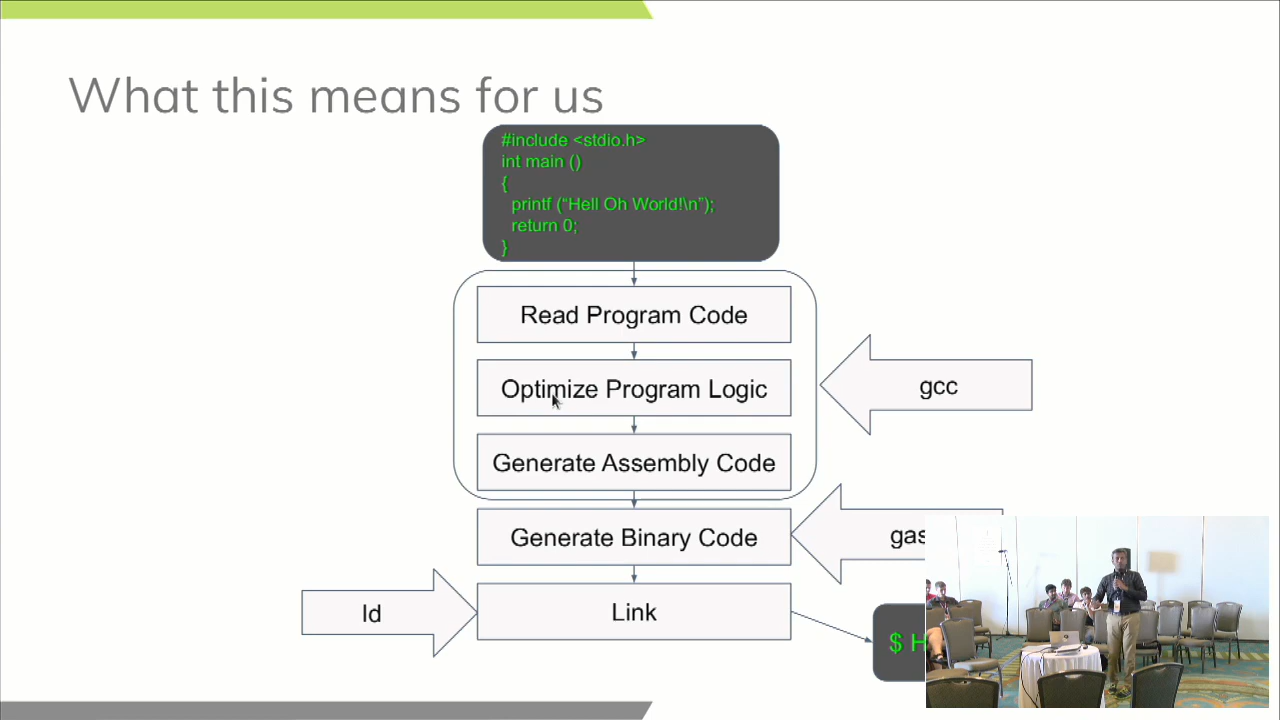 What this means for us
#include <stdio.h>
int main ()
{
printf (“Hell Oh World!\n”);
return 0;
}
Read Program Code
Optimize Program Logic
gcc
Generate Assembly Code
Generate Binary Code
gas
ld
Link
$ H